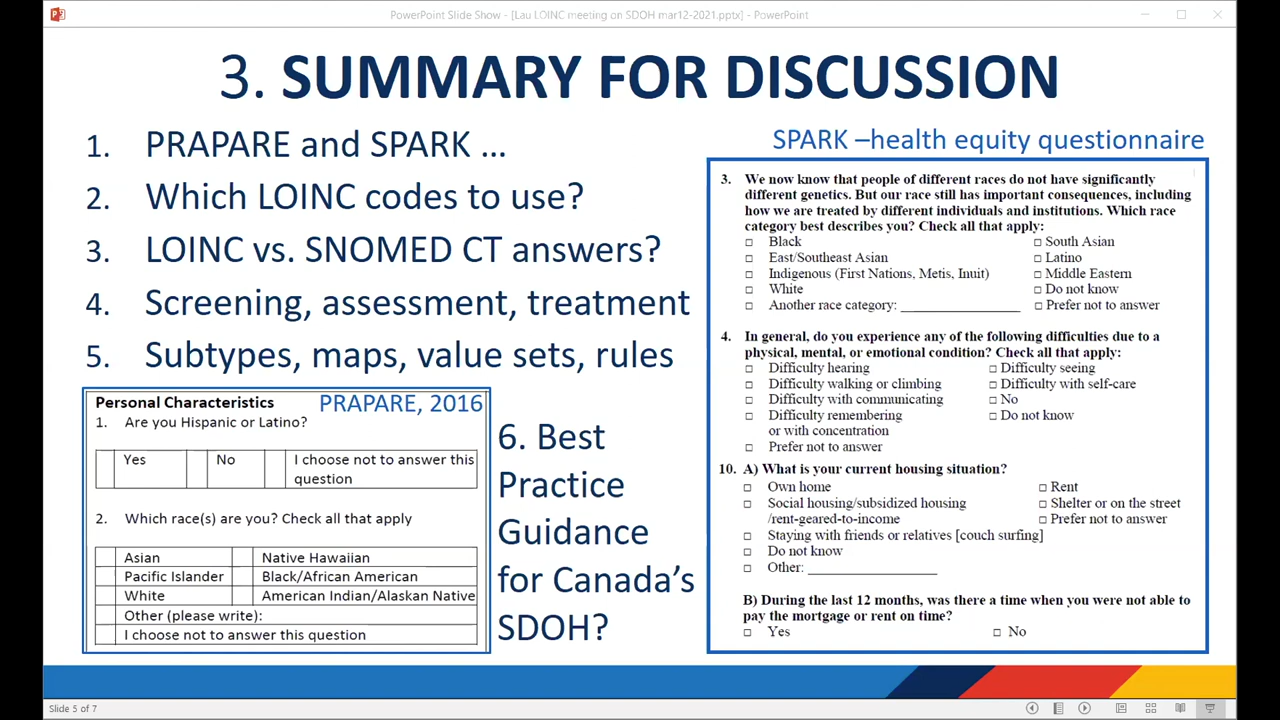 PowerPoint Slide Show - [Lau LOINC meeting on SDOH mar12-2021.pptx] - PowerPoint
3. SUMMARY FOR DISCUSSION
1. PRAPARE and SPARK ...
2. Which LOINC codes to use?
3. LOINC vs. SNOMED CT answers?
4. Screening, assessment, treatment
5. Subtypes, maps, value sets, rules
Personal Characteristics
PRAPARE, 2016
1. Are you Hispanic or Latino?
Yes No I choose not to answer this
question
2. Which race(s) are you? Check all that apply
Asian Native Hawaiian
Pacific Islander Black/African American
White American Indian/Alaskan Native
Other (please write):
I choose not to answer this question
6. Best
Practice
Guidance
for Canada's
SDOH?
SPARK –health equity questionnaire
3. We now know that people of different races do not have significantly
different genetics. But our race still has important consequences, including
how we are treated by different individuals and institutions. Which race
category best describes you? Check all that apply:
□ Black □ South Asian
□ East/Southeast Asian □ Latino
□ Indigenous (First Nations, Metis, Inuit) □ Middle Eastern
□ White □ Do not know
□ Another race category: ________________ □ Prefer not to answer
4. In general, do you experience any of the following difficulties due to a
physical, mental, or emotional condition? Check all that apply:
□ Difficulty hearing □ Difficulty seeing
□ Difficulty walking or climbing □ Difficulty with self-care
□ Difficulty with communicating □ No
□ Difficulty remembering □ Do not know
or with concentration
□ Prefer not to answer
10. A) What is your current housing situation?
□ Own home □ Rent
□ Social housing/subsidized housing □ Shelter or on the street
/rent-geared-to-income □ Prefer not to answer
□ Staying with friends or relatives [couch surfing]
□ Do not know
□ Other: ________________
B) During the last 12 months, was there a time when you were not able to
pay the mortgage or rent on time?
□ Yes □ No
Slide 5 of 7